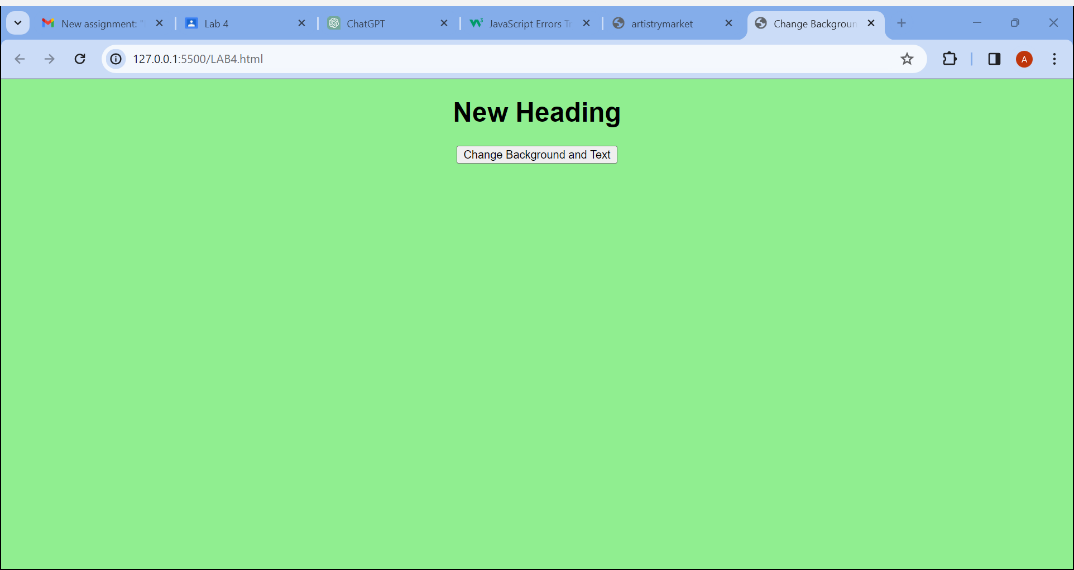 New assignment: "
Lab 4
ChatGPT
JavaScript Errors T
artistrymarket
Change Backgroun
127.0.0.1:5500/LAB4.html
A
New Heading
Change Background and Text